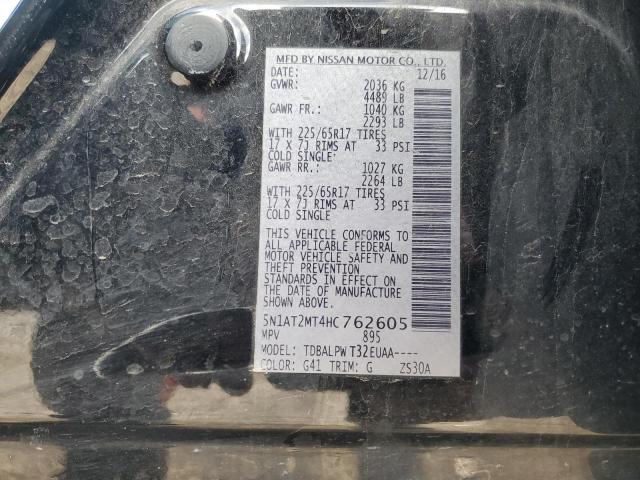 MFD BY NISSAN MOTOR CO., LTD.
DATE: 12/16
GVWR: 2036 KG
4489 LB
GAWR FR.: 1040 KG
2293 LB
WITH 225/65R17 TIRES
17 X 7J RIMS AT 33 PSI
COLD SINGLE:
GAWR RR.: 1027 KG
2264 LB
WITH 225/65R17 TIRES
17 X 7J RIMS AT 33 PSI
COLD SINGLE
THIS VEHICLE CONFORMS TO
ALL APPLICABLE FEDERAL
MOTOR VEHICLE SAFETY AND
THEFT PREVENTION
STANDARDS IN EFFECT ON
THE DATE OF MANUFACTURE
SHOWN ABOVE.
5N1AT2MT4HC762605
MPV 895
MODEL: TDBALPW T32EUAA----
COLOR: G41 TRIM: G ZS30A